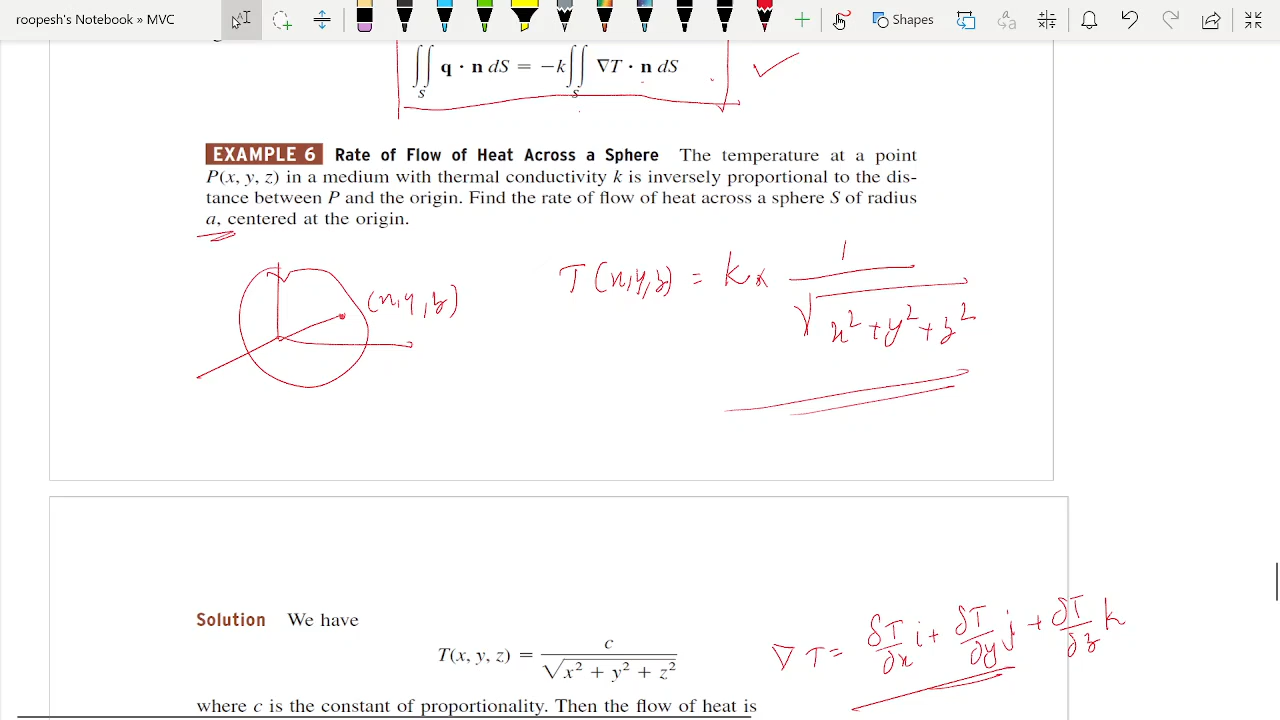 roopesh's Notebook » MVC
Shapes
∬ q · n dS = −k∬ ∇T · n dS
S S
EXAMPLE 6 Rate of Flow of Heat Across a Sphere The temperature at a point
P(x, y, z) in a medium with thermal conductivity k is inversely proportional to the dis-
tance between P and the origin. Find the rate of flow of heat across a sphere S of radius
a, centered at the origin.
(x, y, z)
T(x, y, z) = k × 1/√(x² + y² + z²)
Solution We have
T(x, y, z) = c/√(x² + y² + z²)
∇T = ∂T/∂x i + ∂T/∂y j + ∂T/∂z k
where c is the constant of proportionality. Then the flow of heat is